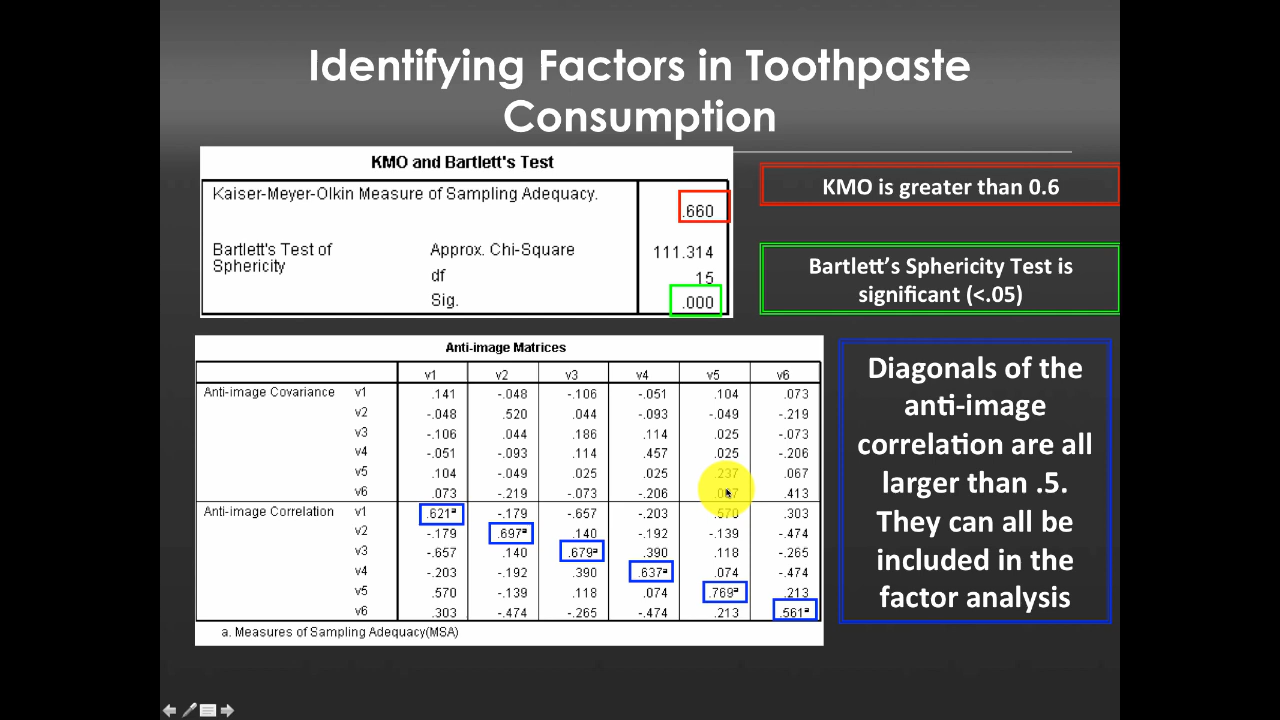 Identifying Factors in Toothpaste
Consumption
KMO and Bartlett's Test
Kaiser-Meyer-Olkin Measure of Sampling Adequacy. .660
Bartlett's Test of Sphericity Approx. Chi-Square 111.314
df 15
Sig. .000
KMO is greater than 0.6
Bartlett’s Sphericity Test is
significant (<.05)
Anti-image Matrices
v1 v2 v3 v4 v5 v6
Anti-image Covariance v1 .141 -.048 -.106 -.051 .104 .073
v2 -.048 .520 .044 -.093 -.049 -.219
v3 -.106 .044 .186 .114 .025 -.073
v4 -.051 -.093 .114 .457 .025 -.206
v5 .104 -.049 .025 .025 .237 .067
v6 .073 -.219 -.073 -.206 .067 .413
Anti-image Correlation v1 .621ª -.179 -.657 -.203 .570 .303
v2 -.179 .697ª .140 -.192 -.139 -.474
v3 -.657 .140 .679ª .390 .118 -.265
v4 -.203 -.192 .390 .637ª .074 -.474
v5 .570 -.139 .118 .074 .769ª .213
v6 .303 -.474 -.265 -.474 .213 .561ª
a. Measures of Sampling Adequacy(MSA)
Diagonals of the
anti-image
correlation are all
larger than .5.
They can all be
included in the
factor analysis